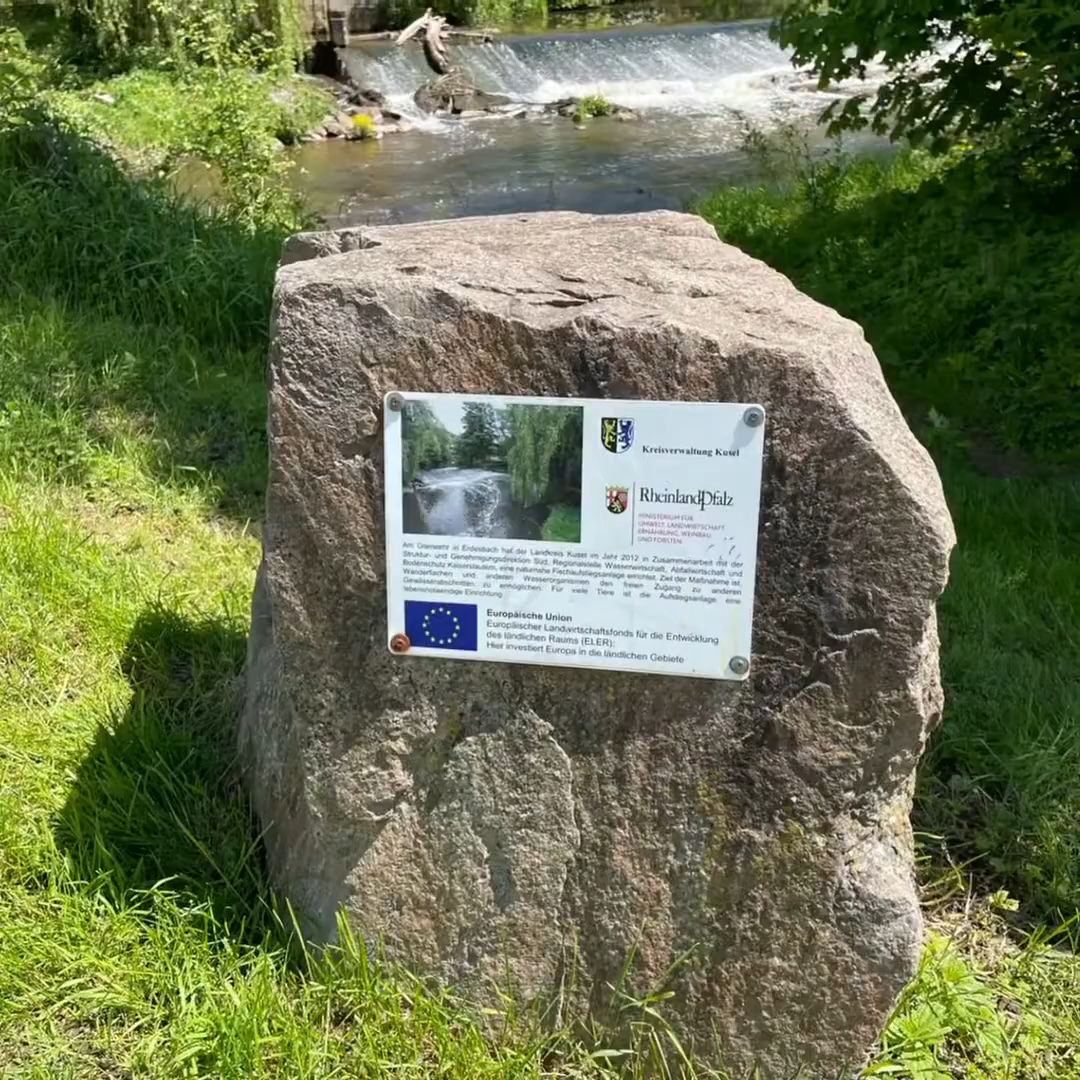 Kreisverwaltung Kusel
RheinlandPfalz
MINISTERIUM FÜR
UMWELT, LANDWIRTSCHAFT,
ERNÄHRUNG, WEINBAU
UND FORSTEN
Am Glanwehr in Erdesbach hat der Landkreis Kusel im Jahr 2012 in Zusammenarbeit mit der
Struktur- und Genehmigungsdirektion Süd, Regionalstelle Wasserwirtschaft, Abfallwirtschaft und
Bodenschutz Kaiserslautern, eine naturnahe Fischaufstiegsanlage errichtet. Ziel der Maßnahme ist,
Wanderfischen und anderen Wasserorganismen den freien Zugang zu anderen
Gewässerabschnitten zu ermöglichen. Für viele Tiere ist die Aufstiegsanlage eine
lebensnotwendige Einrichtung.
Europäische Union
Europäischer Landwirtschaftsfonds für die Entwicklung
des ländlichen Raums (ELER):
Hier investiert Europa in die ländlichen Gebiete